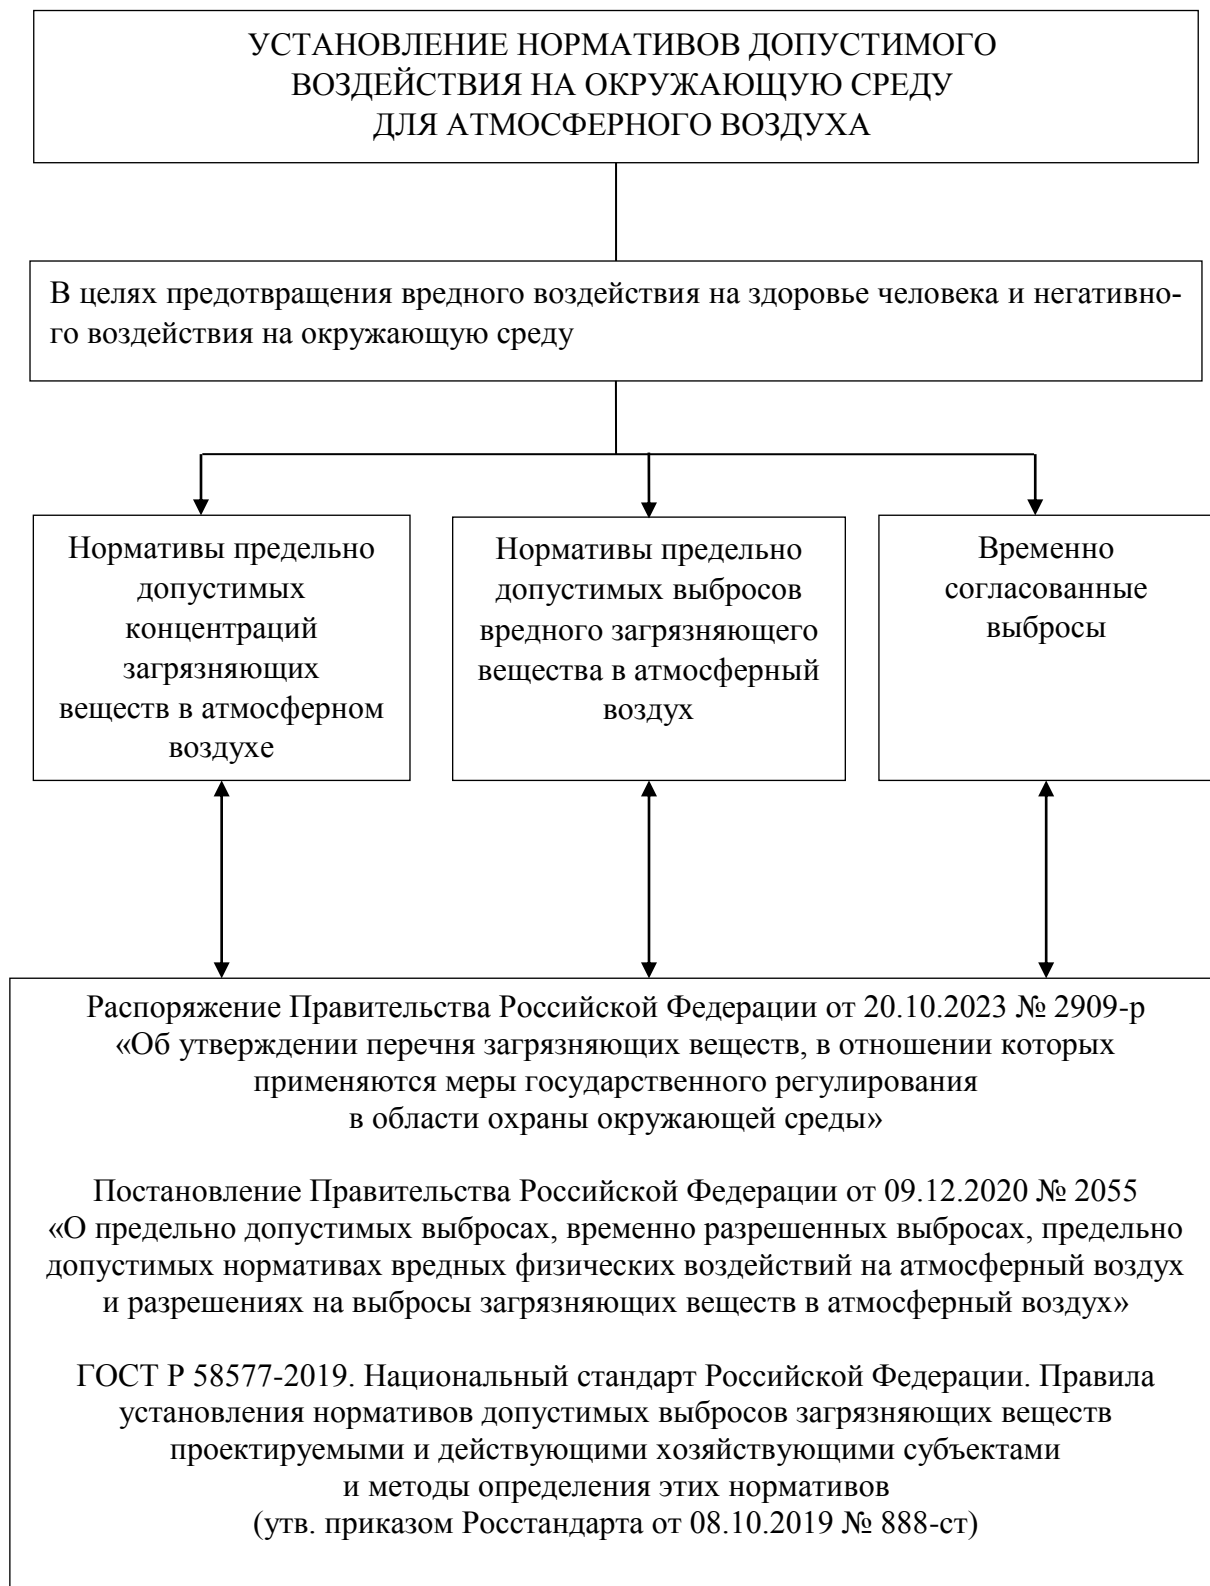 УСТАНОВЛЕНИЕ НОРМАТИВОВ ДОПУСТИМОГО
ВОЗДЕЙСТВИЯ НА ОКРУЖАЮЩУЮ СРЕДУ
ДЛЯ АТМОСФЕРНОГО ВОЗДУХА
В целях предотвращения вредного воздействия на здоровье человека и негативно-
го воздействия на окружающую среду
Нормативы предельно
допустимых
концентраций
загрязняющих
веществ в атмосферном
воздухе
Нормативы предельно
допустимых выбросов
вредного загрязняющего
вещества в атмосферный
воздух
Временно
согласованные
выбросы
Распоряжение Правительства Российской Федерации от 20.10.2023 № 2909-р
«Об утверждении перечня загрязняющих веществ, в отношении которых
применяются меры государственного регулирования
в области охраны окружающей среды»
Постановление Правительства Российской Федерации от 09.12.2020 № 2055
«О предельно допустимых выбросах, временно разрешенных выбросах, предельно
допустимых нормативах вредных физических воздействий на атмосферный воздух
и разрешениях на выбросы загрязняющих веществ в атмосферный воздух»
ГОСТ Р 58577-2019. Национальный стандарт Российской Федерации. Правила
установления нормативов допустимых выбросов загрязняющих веществ
проектируемыми и действующими хозяйствующими субъектами
и методы определения этих нормативов
(утв. приказом Росстандарта от 08.10.2019 № 888-ст)